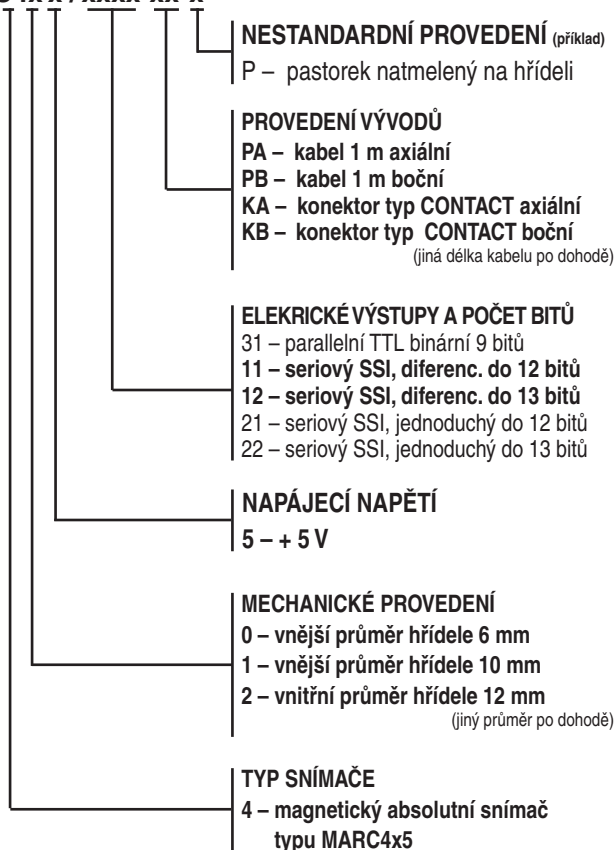 NESTANDARDNÍ PROVEDENÍ (příklad)
P – pastorek natmelený na hřídeli
PROVEDENÍ VÝVODŮ
PA – kabel 1 m axiální
PB – kabel 1 m boční
KA – konektor typ CONTACT axiální
KB – konektor typ CONTACT boční
(jiná délka kabelu po dohodě)
ELEKRICKÉ VÝSTUPY A POČET BITŮ
31 – parallelní TTL binární 9 bitů
11 – seriový SSI, diferenc. do 12 bitů
12 – seriový SSI, diferenc. do 13 bitů
21 – seriový SSI, jednoduchý do 12 bitů
22 – seriový SSI, jednoduchý do 13 bitů
NAPÁJECÍ NAPĚTÍ
5 – + 5 V
MECHANICKÉ PROVEDENÍ
0 – vnější průměr hřídele 6 mm
1 – vnější průměr hřídele 10 mm
2 – vnitřní průměr hřídele 12 mm
(jiný průměr po dohodě)
TYP SNÍMAČE
4 – magnetický absolutní snímač
typu MARC4x5